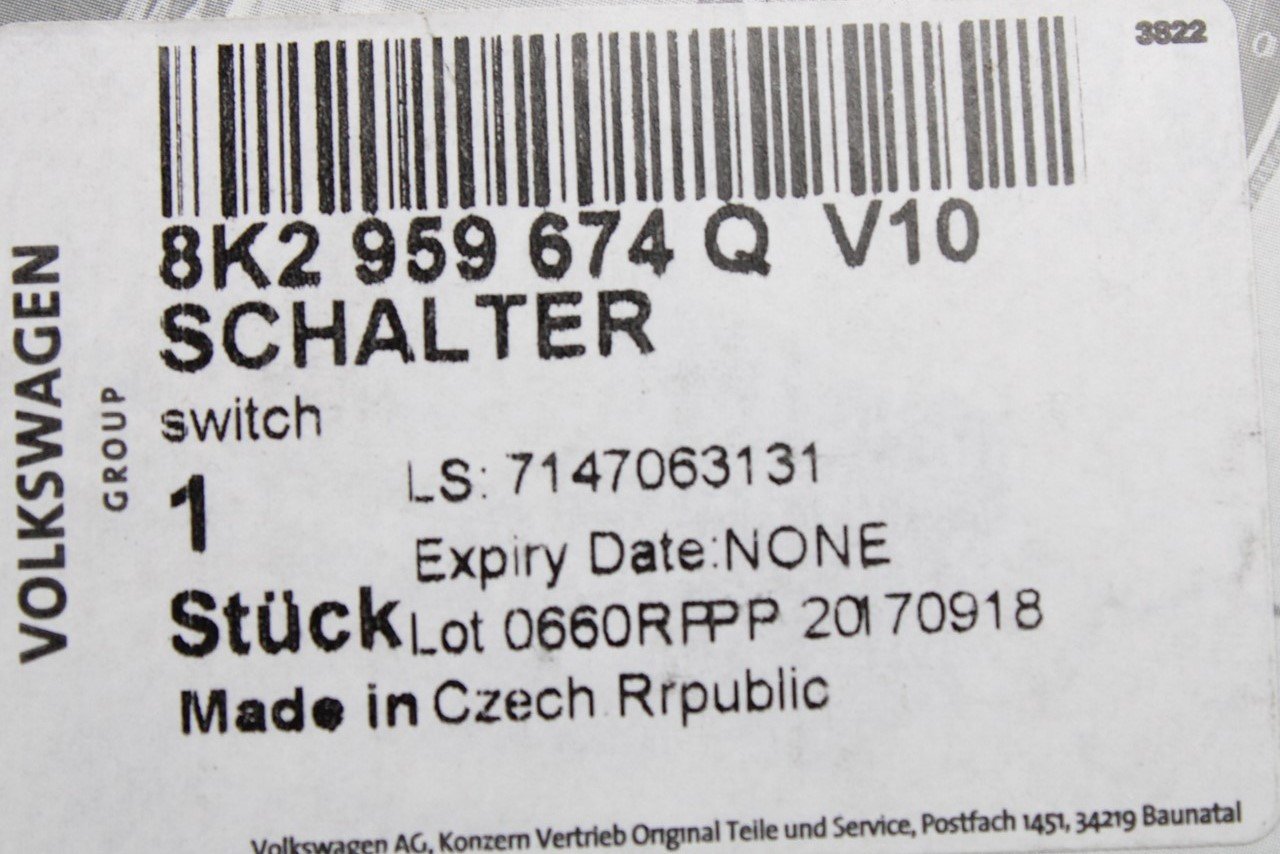 3822
8K2 959 674 Q V10
SCHALTER
switch
1
LS: 7147063131
Expiry Date:NONE
Stück Lot 0660RPPP 20170918
Made in Czech Rrpublic
VOLKSWAGEN
GROUP
Volkswagen AG, Konzern Vertrieb Original Teile und Service, Postfach 1451, 34219 Baunatal